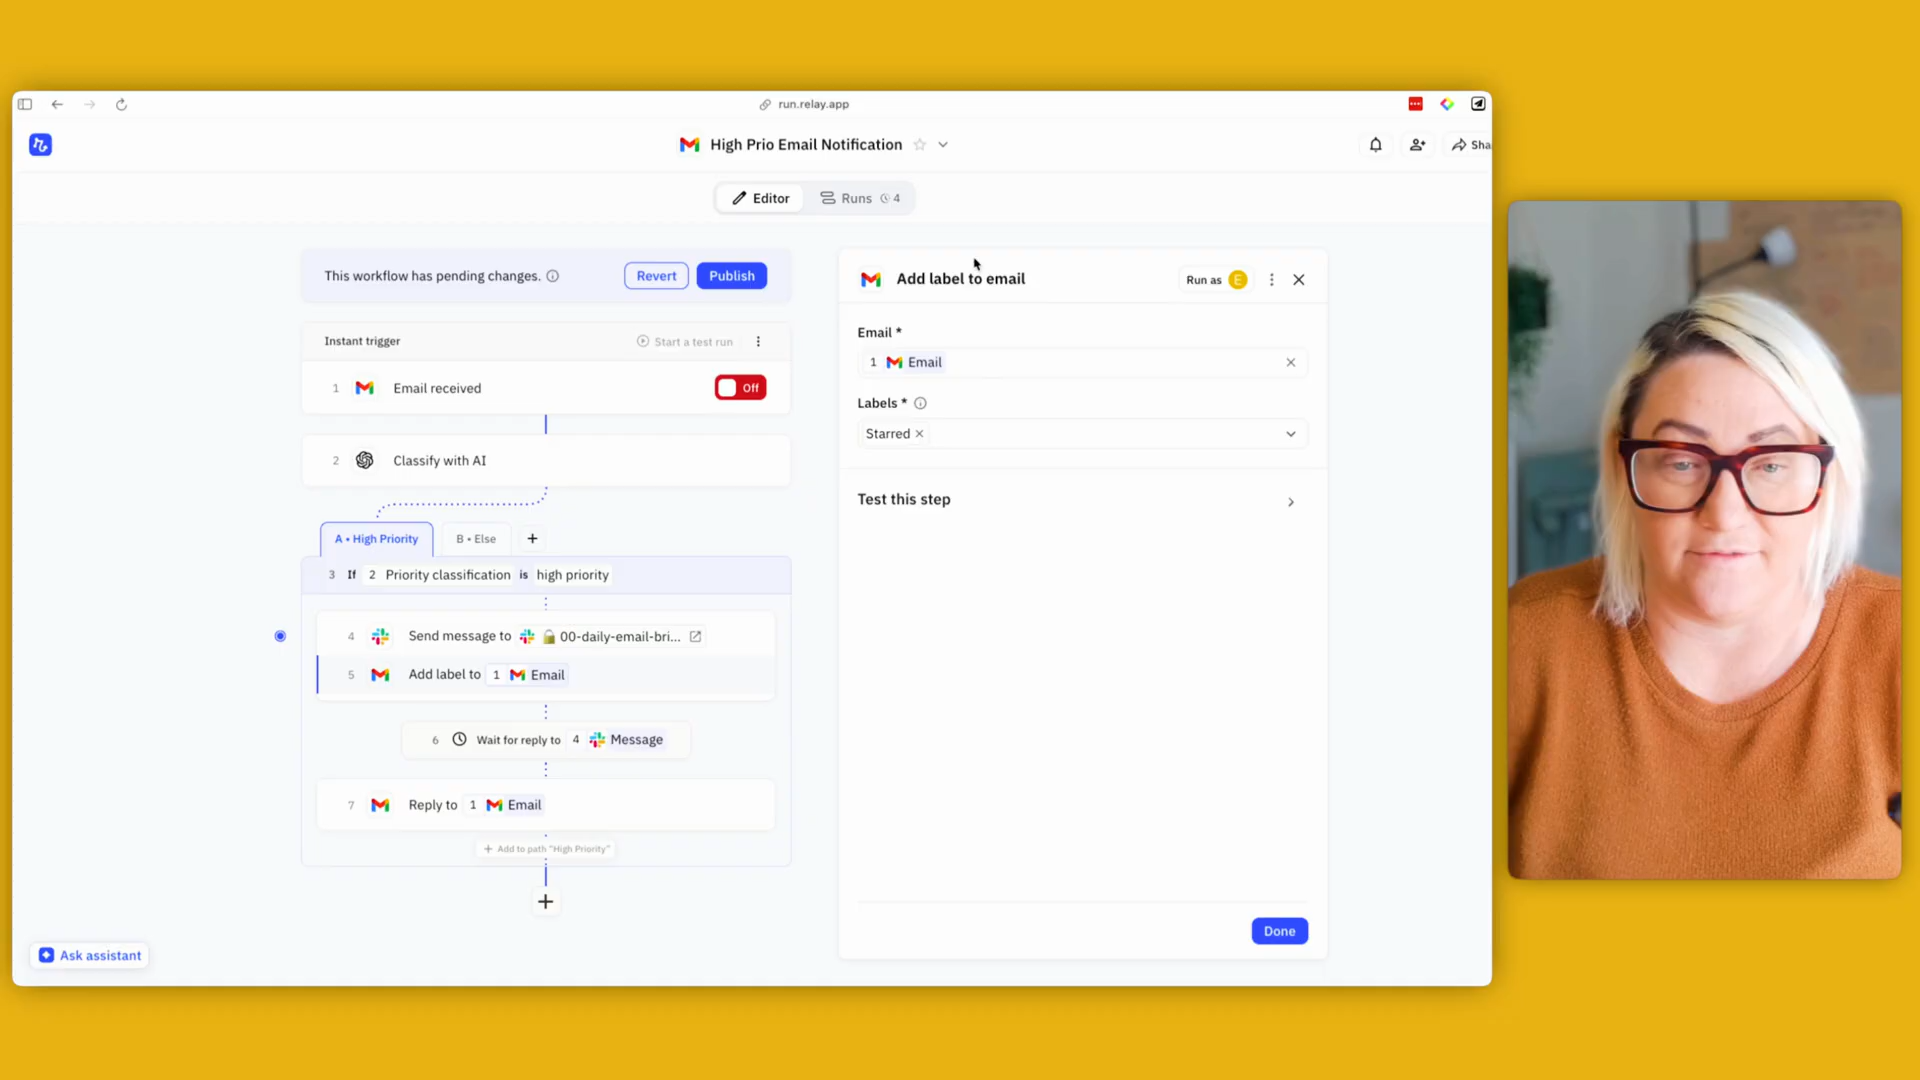 run.relay.app
High Prio Email Notification
Sha
Editor
Runs 4
This workflow has pending changes.
Revert
Publish
Instant trigger
Start a test run
1 Email received
Off
2 Classify with AI
A • High Priority
B • Else
3 If 2 Priority classification is high priority
4 Send message to 00-daily-email-bri...
5 Add label to 1 Email
6 Wait for reply to 4 Message
7 Reply to 1 Email
+ Add to path "High Priority"
Ask assistant
Add label to email
Run as E
Email *
1 Email
Labels *
Starred
Test this step
Done